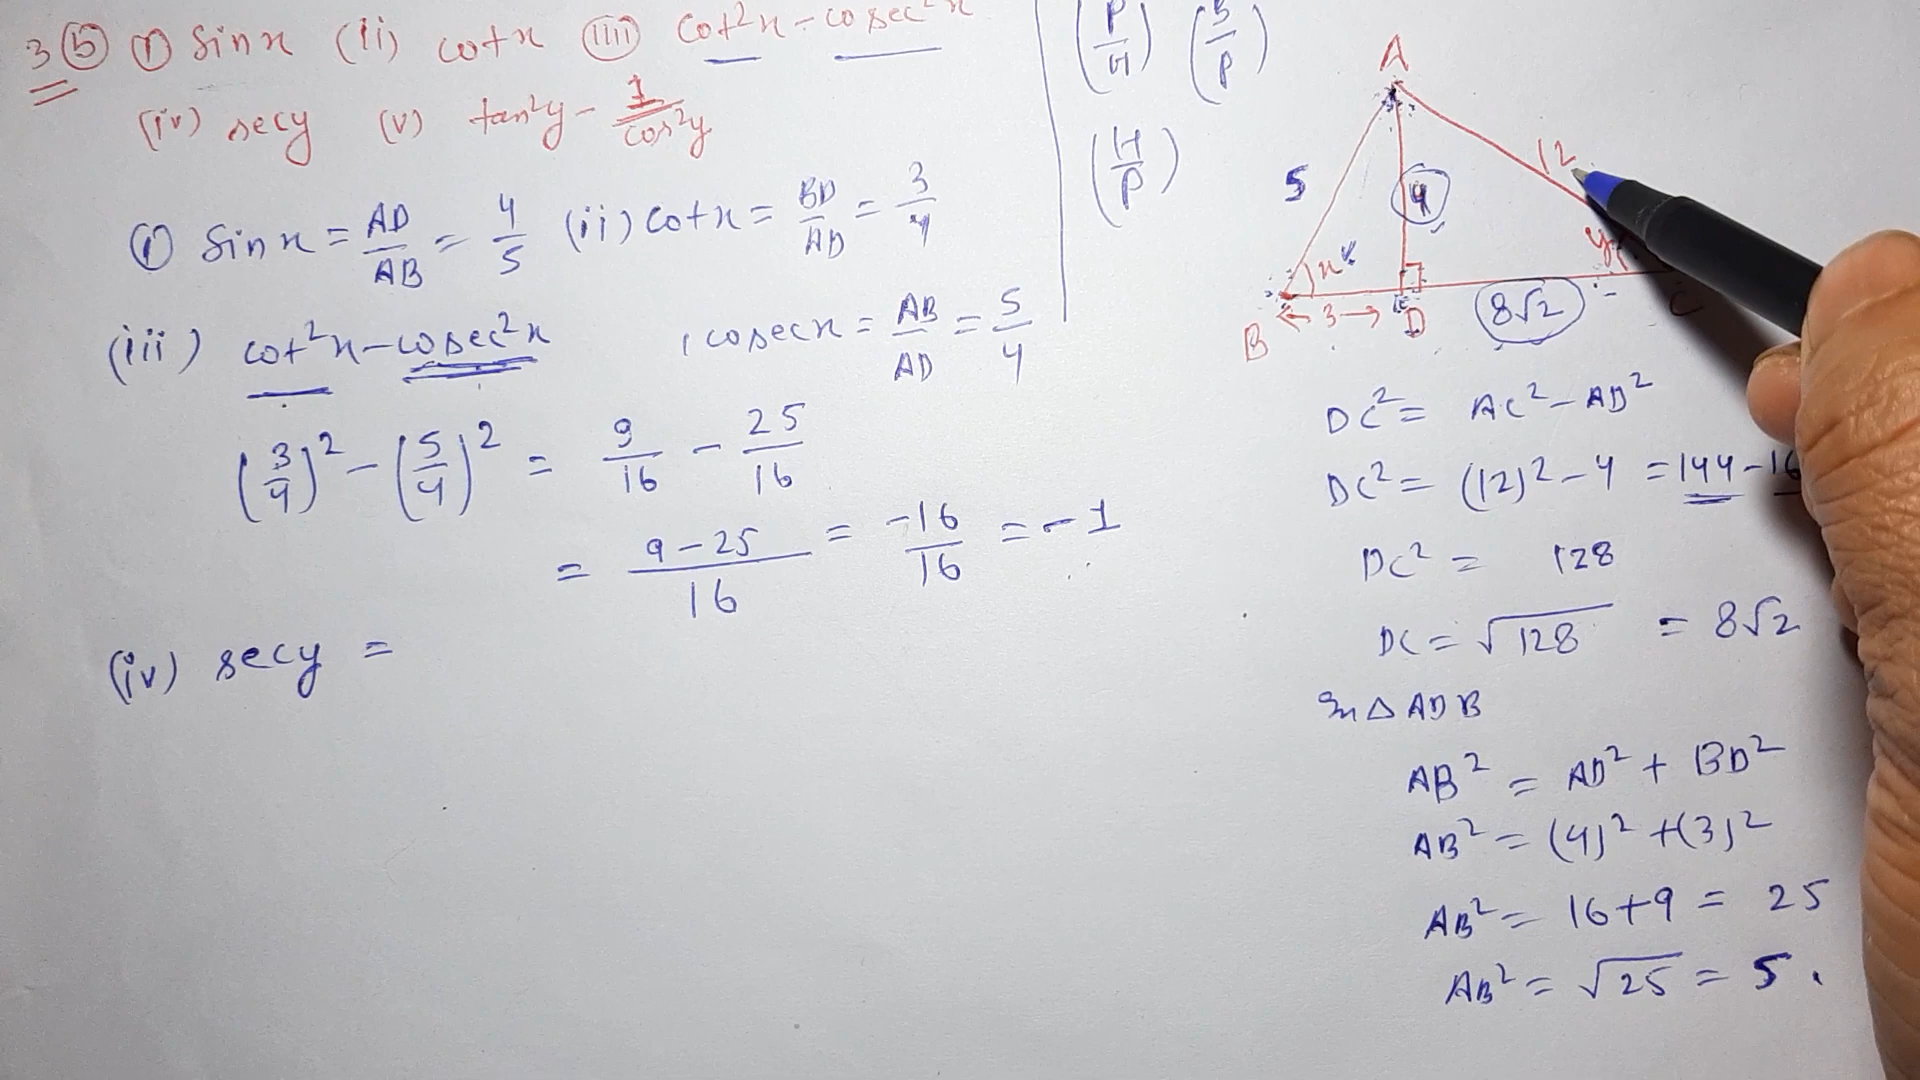 3 (5) (i) sin x (ii) cot x (iii) cot²x - cosec²x
(iv) sec y (v) tan²y - 1/cos²y
(i) sin x = AD/AB = 4/5 (ii) cot x = BD/AD = 3/4
(iii) cot²x - cosec²x , cosec x = AB/AD = 5/4
(3/4)² - (5/4)² = 9/16 - 25/16
= 9-25/16 = -16/16 = -1
(iv) sec y =
(P/H) (B/P)
(H/P)
A
5
4
12
x
y
B
3
D
8√2
C
DC² = AC² - AD²
DC² = (12)² - 4 = 144 - 16
DC² = 128
DC = √128 = 8√2
In △ ADB
AB² = AD² + BD²
AB² = (4)² + (3)²
AB² = 16+9 = 25
AB² = √25 = 5.